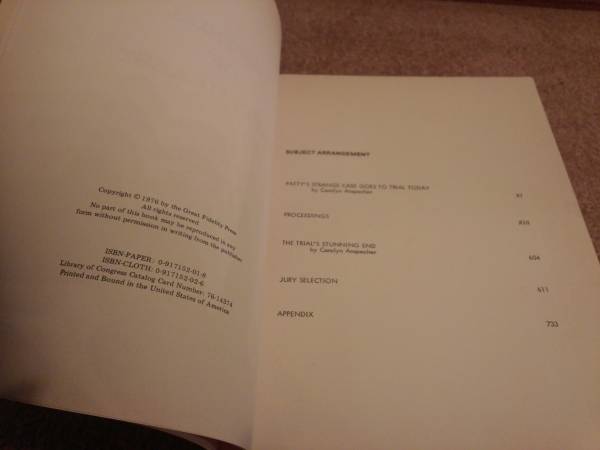 Copyright © 1976 by the Great Fidelity Press
All rights reserved
No part of this book may be reproduced in any
form without permission in writing from the publisher
ISBN-PAPER: 0-917152-01-8
ISBN-CLOTH: 0-917152-02-6
Library of Congress Catalog Card Number: 76-14374
Printed and Bound in the United States of America
SUBJECT ARRANGEMENT
PATTY'S STRANGE CASE GOES TO TRIAL TODAY
by Carolyn Anspacher
PROCEEDINGS
THE TRIAL'S STUNNING END 604
by Carolyn Anspacher
JURY SELECTION 611
APPENDIX 733